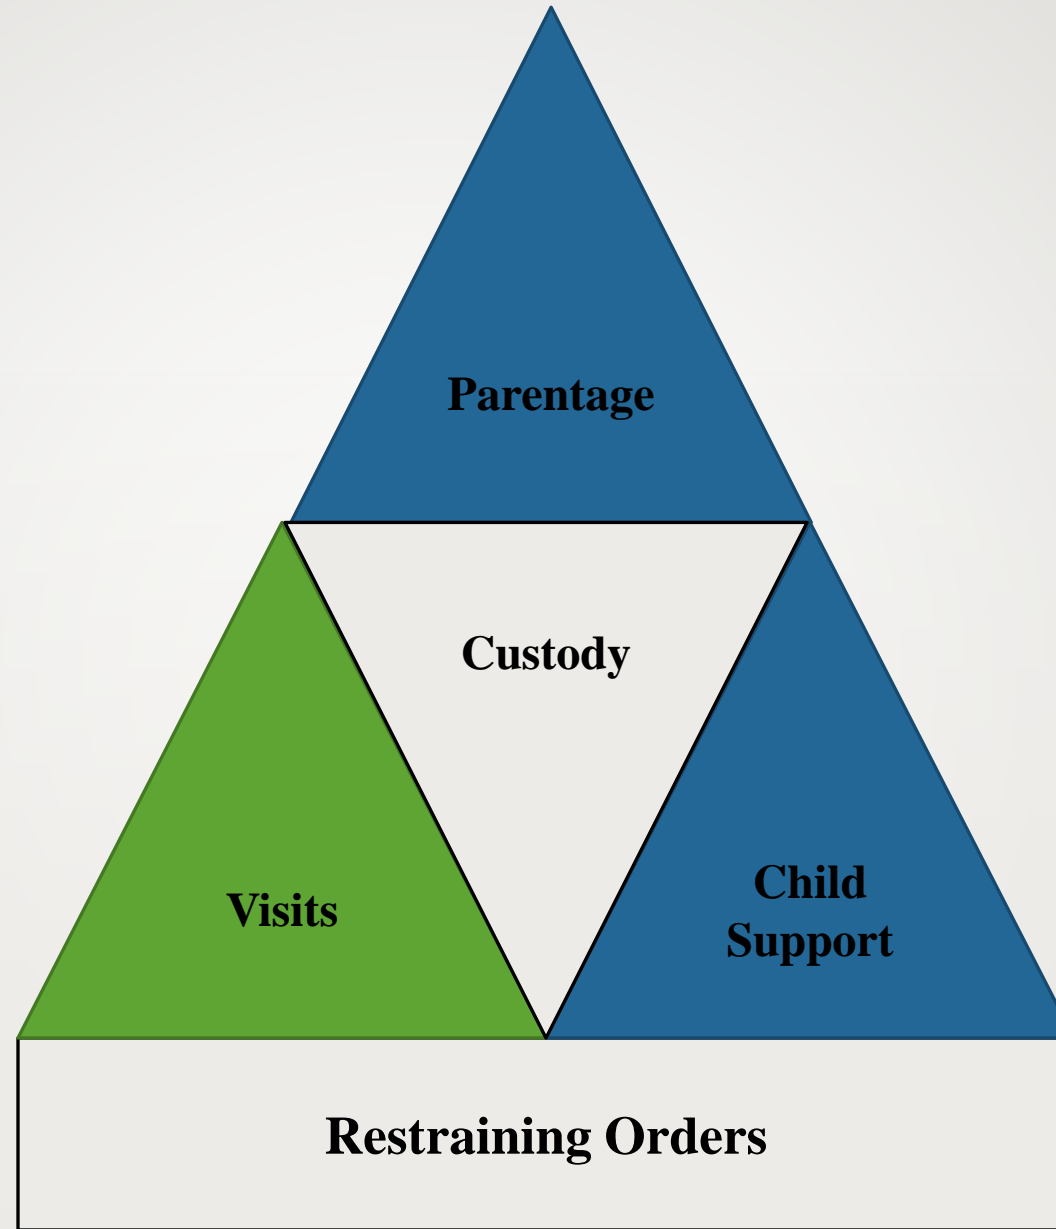 Parentage
Custody
Visits
Child
Support
Restraining Orders